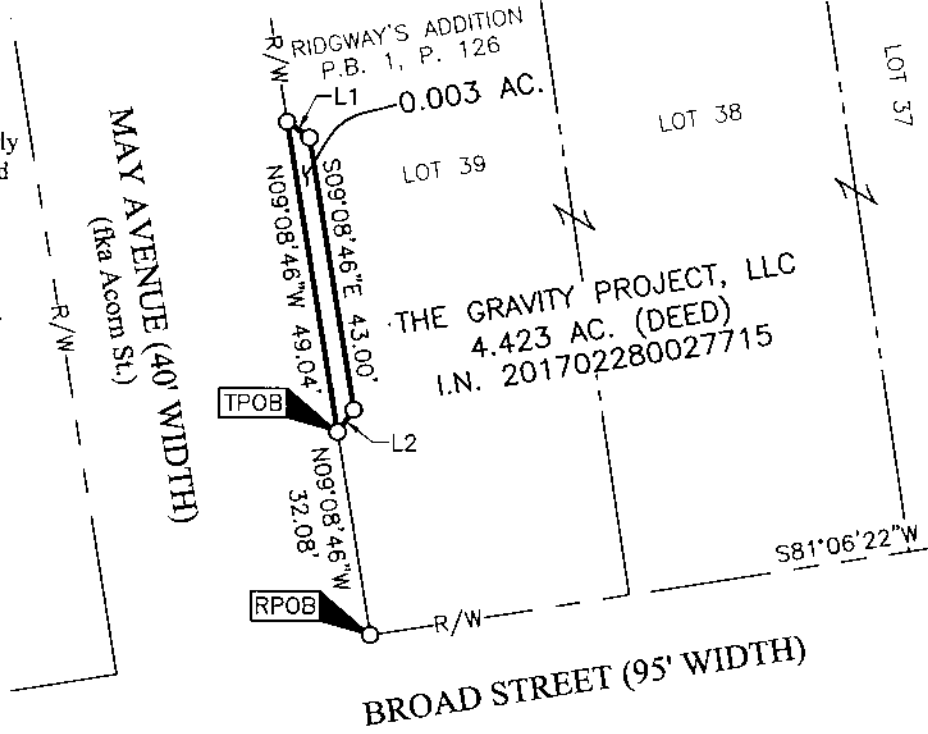 RIDGWAY'S ADDITION
P.B. 1, P. 126
R/W
L1
0.003 AC.
LOT 39
LOT 38
LOT 37
ly
MAY AVENUE (40' WIDTH)
(fka Acorn St.)
R/W
N09°08'46"W 49.04'
S09°08'46"E 43.00'
THE GRAVITY PROJECT, LLC
4.423 AC. (DEED)
I.N. 201702280027715
TPOB
L2
N09°08'46"W
32.08'
RPOB
R/W
S81°06'22"W
BROAD STREET (95' WIDTH)